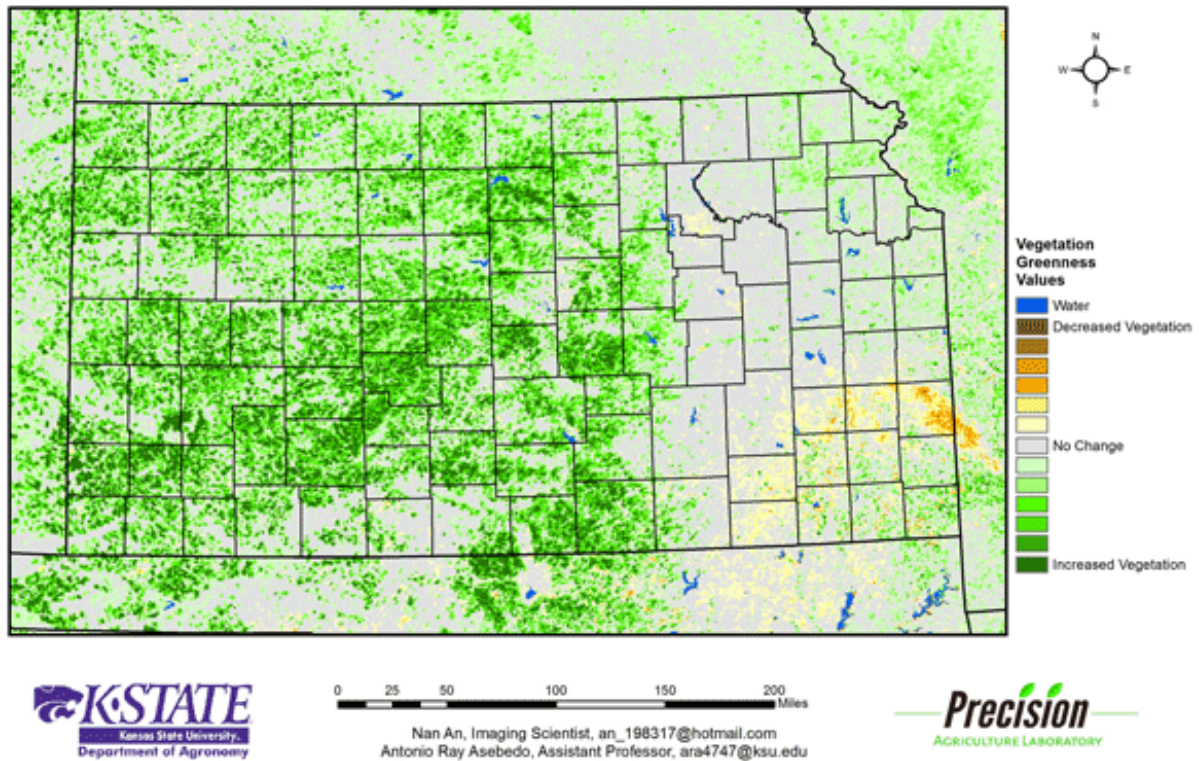 N
W
E
S
Vegetation
Greenness
Values
Water
Decreased Vegetation
No Change
Increased Vegetation
K-STATE
Kansas State University.
Department of Agronomy
0 25 50 100 150 200
Miles
Nan An, Imaging Scientist, an_198317@hotmail.com
Antonio Ray Asebedo, Assistant Professor, ara4747@ksu.edu
Precision
AGRICULTURE LABORATORY